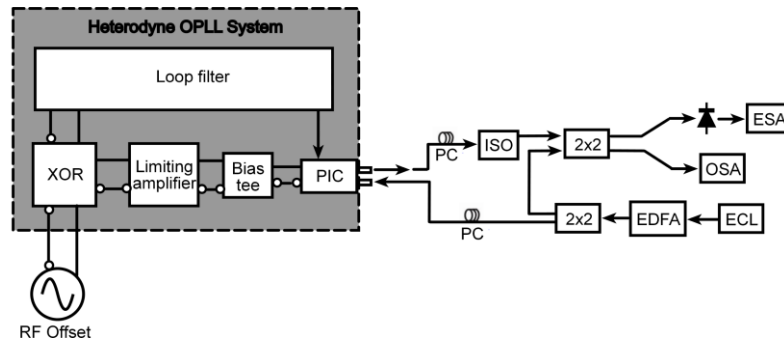 Heterodyne OPLL System
Loop filter
XOR
Limiting
amplifier
Bias
tee
PIC
PC
ISO
2x2
ESA
OSA
PC
2x2
EDFA
ECL
RF Offset